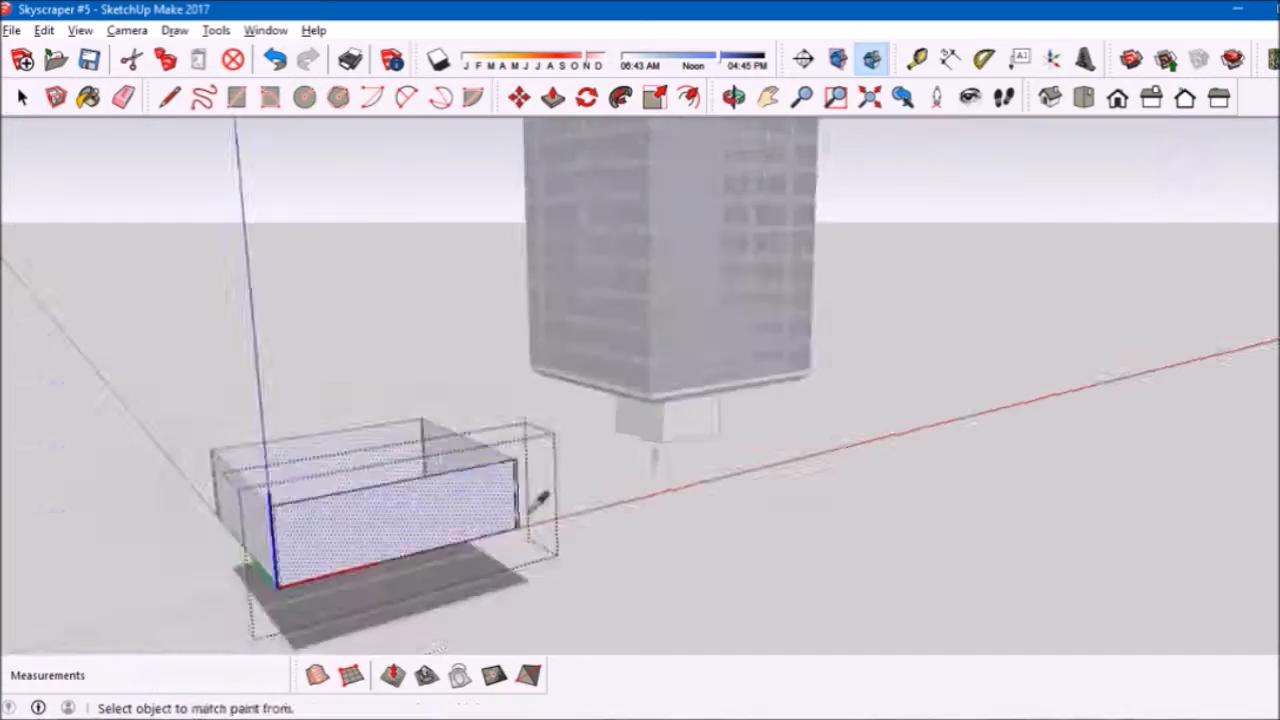 Skyscraper #5 - SketchUp Make 2017
File Edit View Camera Draw Tools Window Help
J F M A M J J A S O N D 06:43 AM Noon 04:45 PM
A1
Measurements
Select object to match paint from.